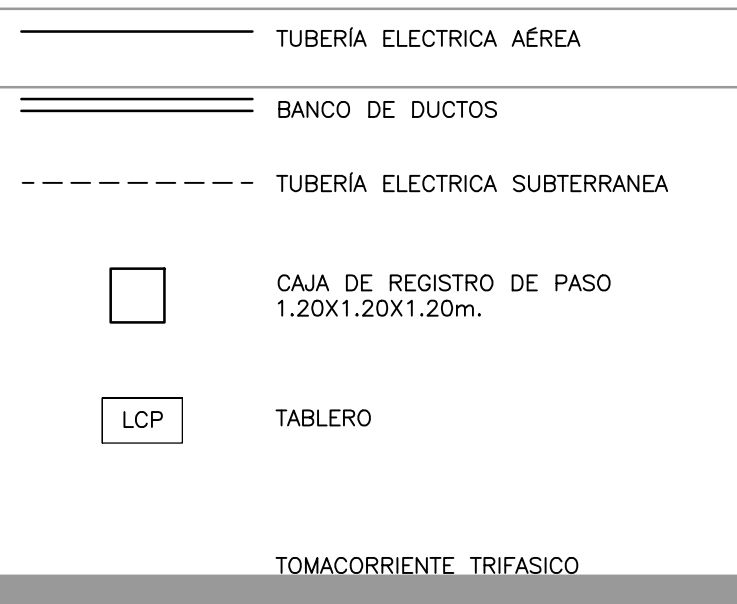 TUBERÍA ELECTRICA AÉREA
BANCO DE DUCTOS
TUBERÍA ELECTRICA SUBTERRANEA
CAJA DE REGISTRO DE PASO
1.20X1.20X1.20m.
LCP
TABLERO
TOMACORRIENTE TRIFASICO